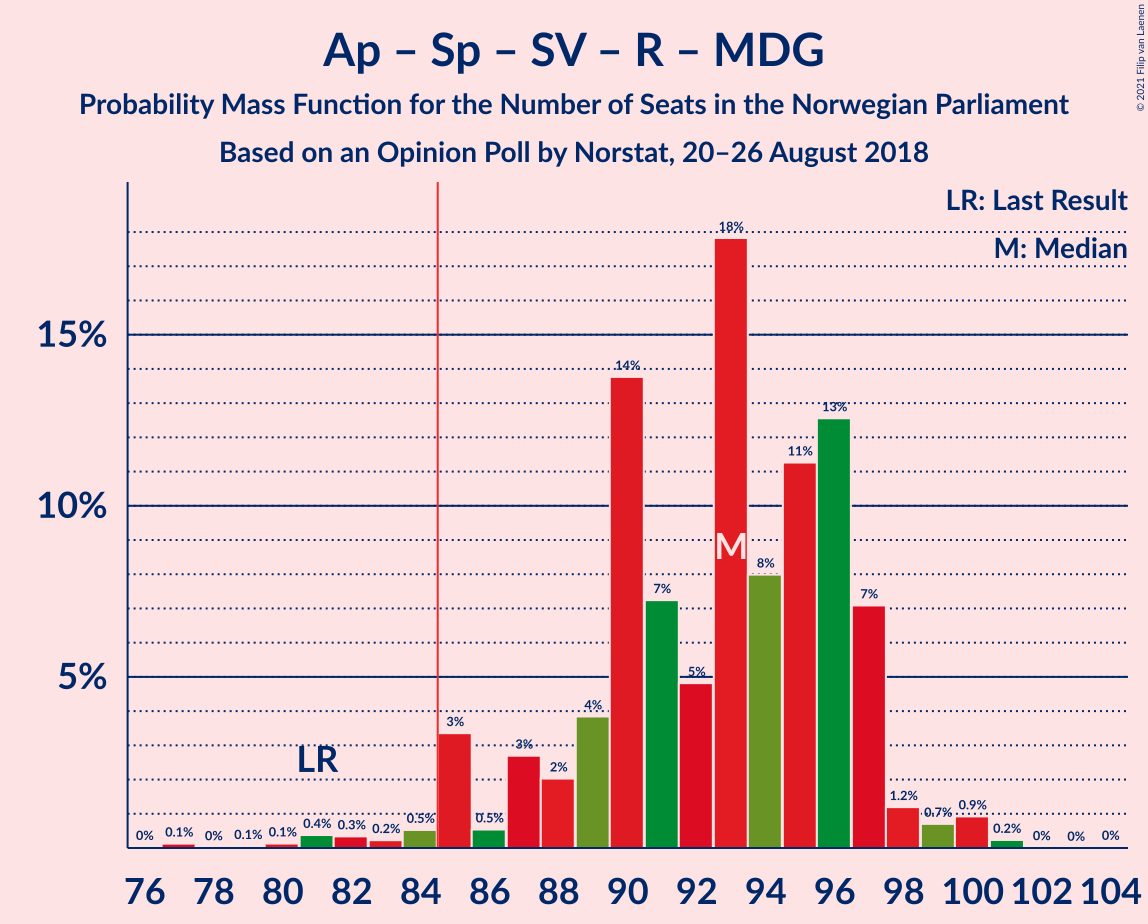 Ap – Sp – SV – R – MDG
Probability Mass Function for the Number of Seats in the Norwegian Parliament
Based on an Opinion Poll by Norstat, 20–26 August 2018
© 2021 Filip van Laenen
LR: Last Result
M: Median
15%
10%
5%
LR
M
0% 0.1% 0% 0.1% 0.1% 0.4% 0.3% 0.2% 0.5% 3% 0.5% 3% 2% 4% 14% 7% 5% 18% 8% 11% 13% 7% 1.2% 0.7% 0.9% 0.2% 0% 0% 0%
76 78 80 82 84 86 88 90 92 94 96 98 100 102 104